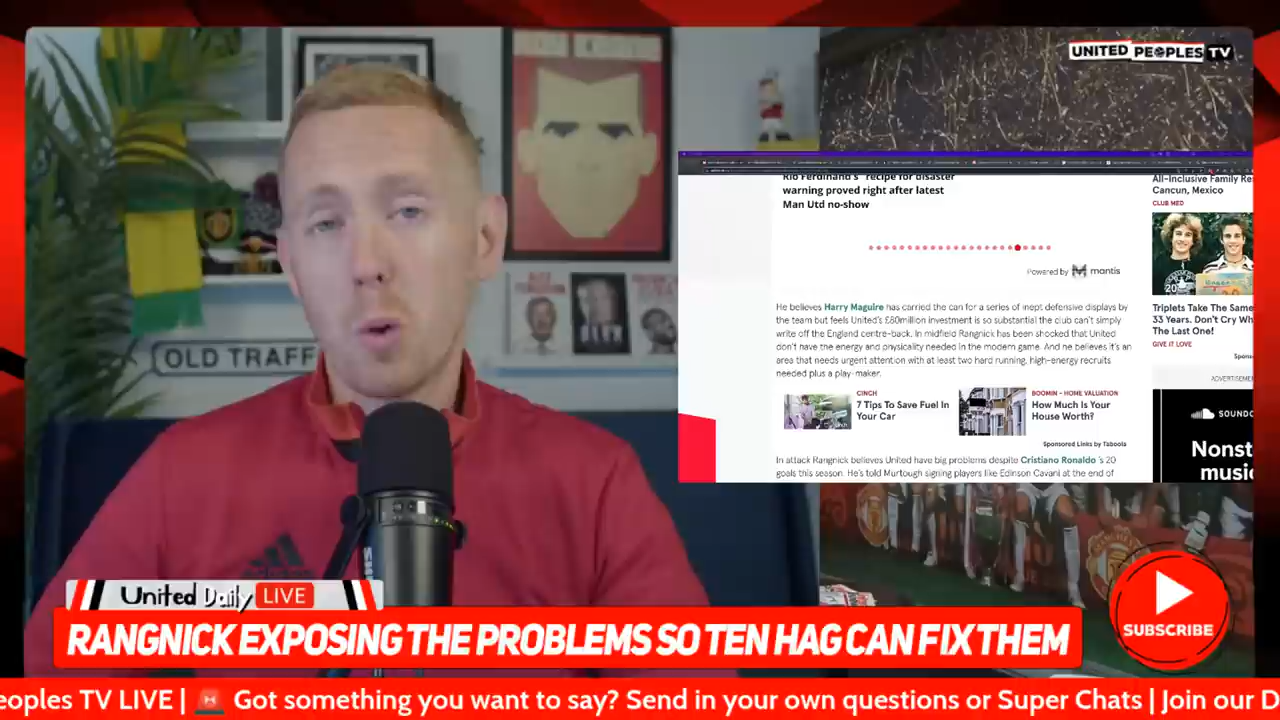 UNITED PEOPLES TV
OLD TRAFF
Rio Ferdinand's "recipe for disaster
warning proved right after latest
Man Utd no-show
Powered by mantis
He believes Harry Maguire has carried the can for a series of inept defensive displays by
the team but feels United's £80million investment is so substantial the club can't simply
write off the England centre-back. In midfield Rangnick has been shocked that United
don't have the energy and physicality needed in the modern game. And he believes it's an
area that needs urgent attention with at least two hard running, high-energy recruits
needed plus a play-maker.
CINCH
7 Tips To Save Fuel In
Your Car
BOOMIN - HOME VALUATION
How Much Is Your
House Worth?
Sponsored Links by Taboola
In attack Rangnick believes United have big problems despite Cristiano Ronaldo 's 20
goals this season. He's told Murtough signing players like Edinson Cavani at the end of
All-Inclusive Family Re
Cancun, Mexico
CLUB MED
Triplets Take The Same
33 Years. Don't Cry Wh
The Last One!
GIVE IT LOVE
Spons
ADVERTISEME
SOUNDC
Nonst
music
United Daily LIVE
RANGNICK EXPOSING THE PROBLEMS SO TEN HAG CAN FIX THEM
SUBSCRIBE
eoples TV LIVE | Got something you want to say? Send in your own questions or Super Chats | Join our D